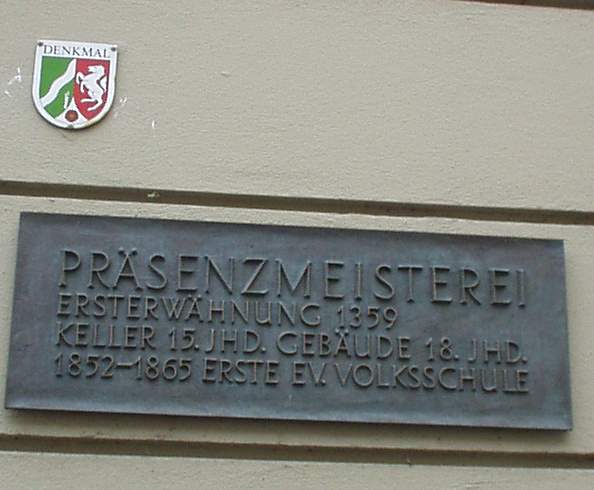 DENKMAL
PRÄSENZMEISTEREI
ERSTERWÄHNUNG 1359
KELLER 15. JHD. GEBÄUDE 18. JHD.
1852-1865 ERSTE EV. VOLKSSCHULE